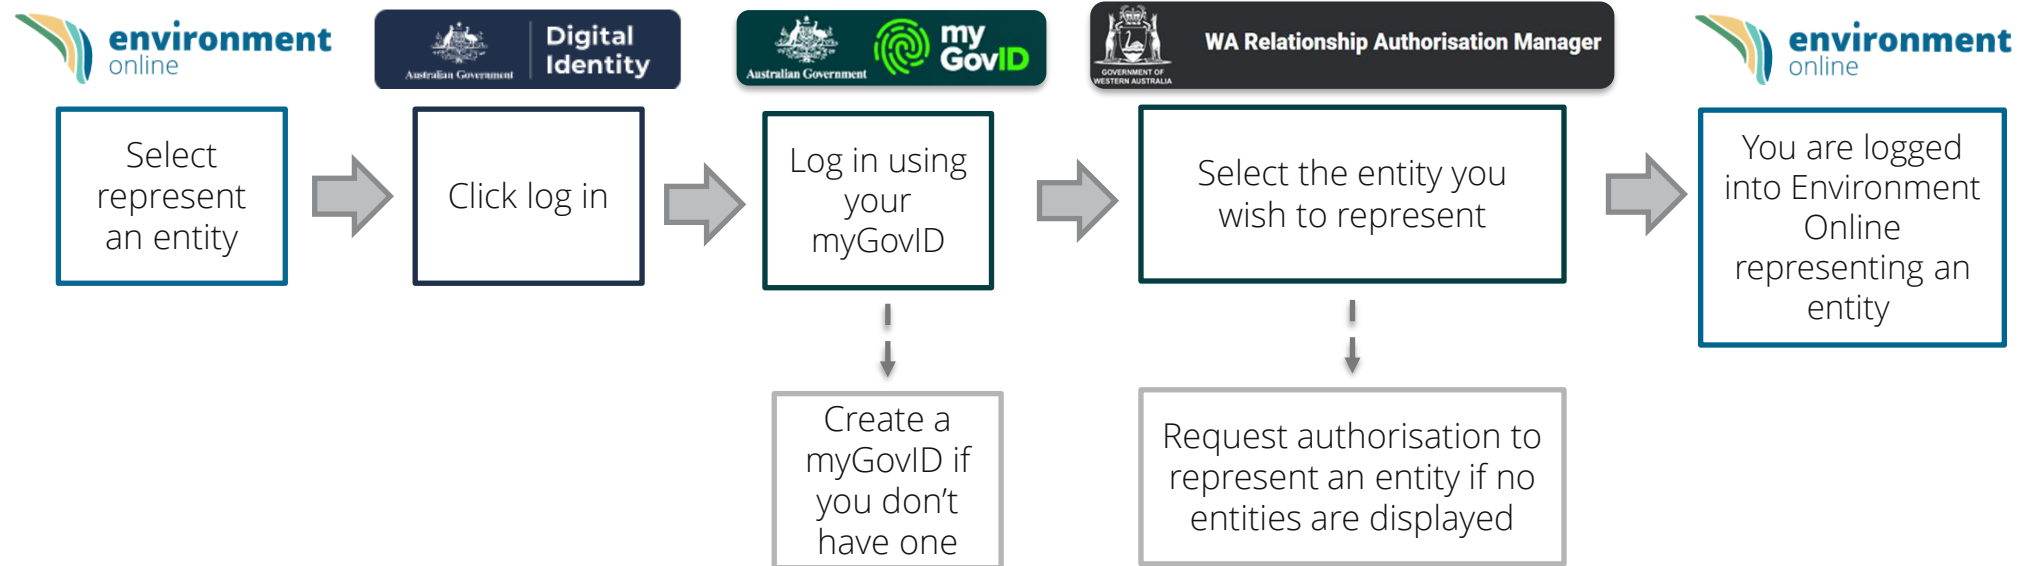 environment
online
Australian Government
Digital
Identity
Australian Government
my
GovID
GOVERNMENT OF
WESTERN AUSTRALIA
WA Relationship Authorisation Manager
environment
online
Select
represent
an entity
Click log in
Log in using
your
myGovID
Select the entity you
wish to represent
You are logged
into Environment
Online
representing an
entity
Create a
myGovID if
you don’t
have one
Request authorisation to
represent an entity if no
entities are displayed